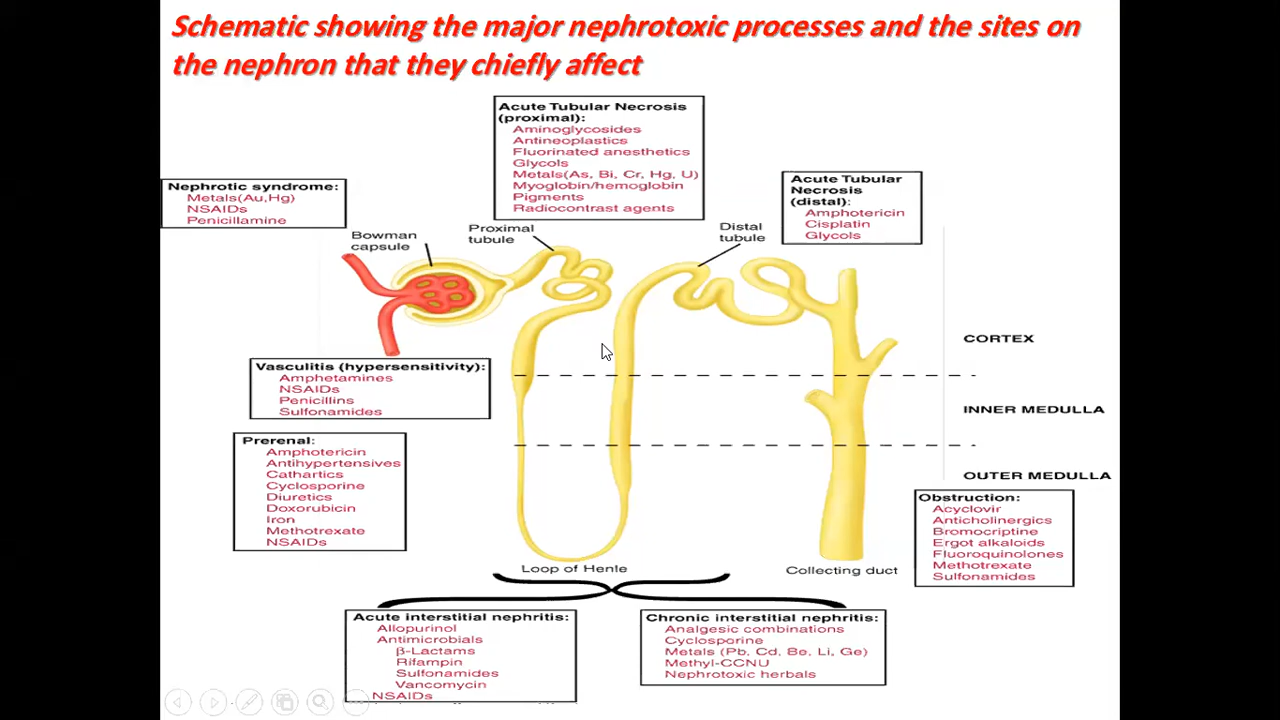 Schematic showing the major nephrotoxic processes and the sites on
the nephron that they chiefly affect
Acute Tubular Necrosis
(proximal):
Aminoglycosides
Antineoplastics
Fluorinated anesthetics
Glycols
Metals(As, Bi, Cr, Hg, U)
Myoglobin/hemoglobin
Pigments
Radiocontrast agents
Nephrotic syndrome:
Metals(Au,Hg)
NSAIDs
Penicillamine
Acute Tubular
Necrosis
(distal):
Amphotericin
Cisplatin
Glycols
Bowman
capsule
Proximal
tubule
Distal
tubule
CORTEX
INNER MEDULLA
OUTER MEDULLA
Vasculitis (hypersensitivity):
Amphetamines
NSAIDs
Penicillins
Sulfonamides
Prerenal:
Amphotericin
Antihypertensives
Cathartics
Cyclosporine
Diuretics
Doxorubicin
Iron
Methotrexate
NSAIDs
Obstruction:
Acyclovir
Anticholinergics
Bromocriptine
Ergot alkaloids
Fluoroquinolones
Methotrexate
Sulfonamides
Loop of Henle
Collecting duct
Acute interstitial nephritis:
Allopurinol
Antimicrobials
β-Lactams
Rifampin
Sulfonamides
Vancomycin
NSAIDs
Chronic interstitial nephritis:
Analgesic combinations
Cyclosporine
Metals (Pb, Cd, Be, Li, Ge)
Methyl-CCNU
Nephrotoxic herbals